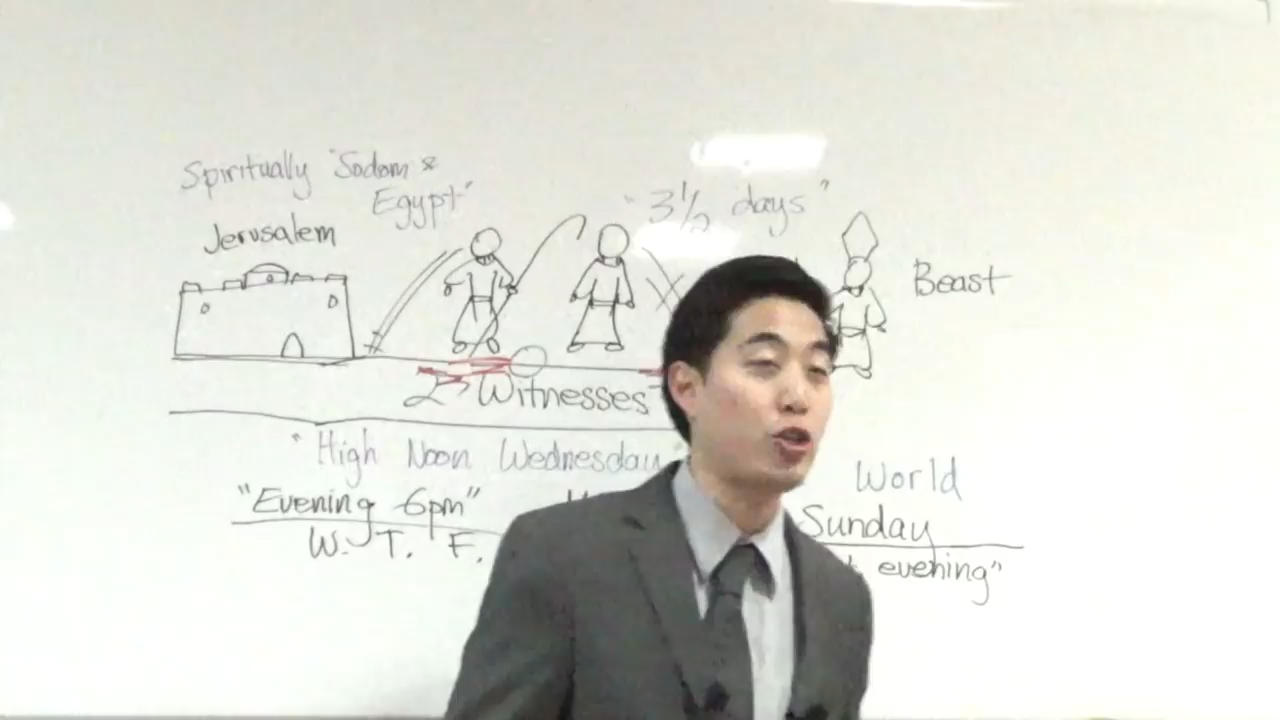 Spiritually "Sodom &
Egypt"
"3½ days"
Jerusalem
Beast
2 Witnesses
"High Noon Wednesday
World
"Evening 6pm"
Sunday
W. T. F.
evening"